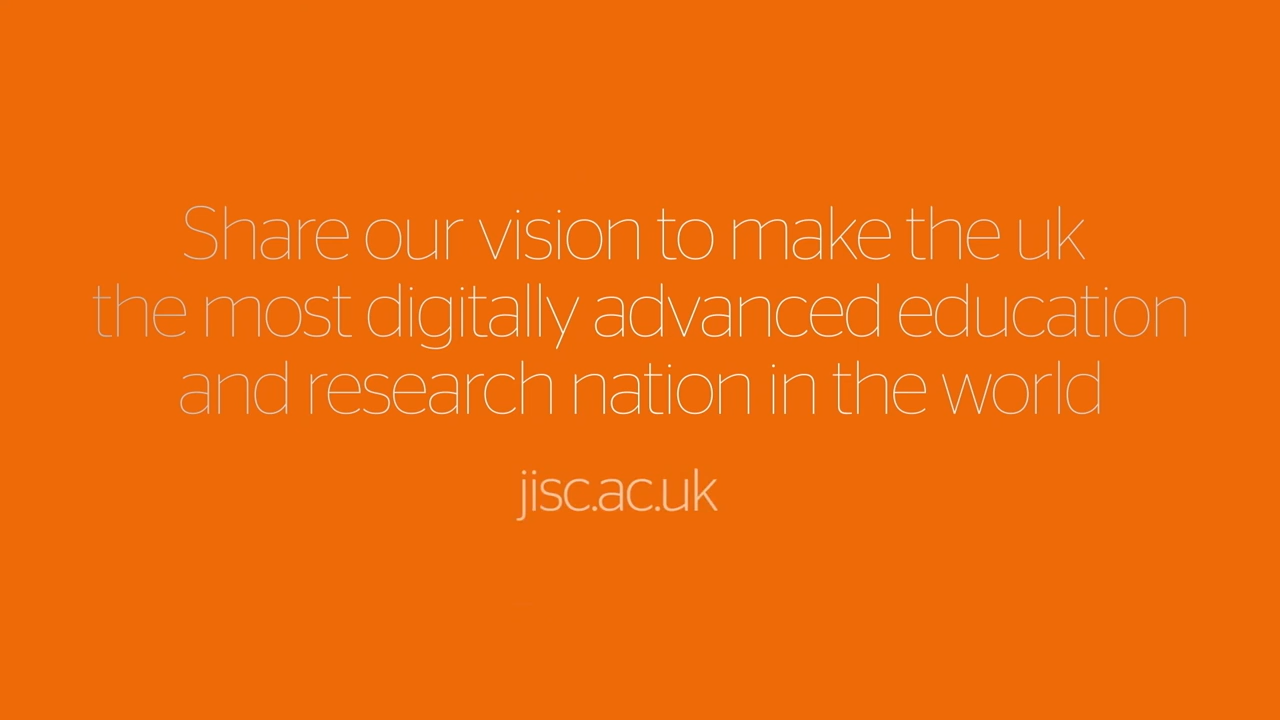 Share our vision to make the uk
the most digitally advanced education
and research nation in the world
jisc.ac.uk